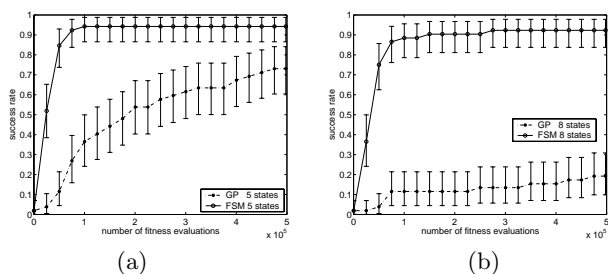 1
0.9
0.8
0.7
0.6
0.5
0.4
0.3
0.2
0.1
0
success rate
GP 5 states
FSM 5 states
0 1 2 3 4 5
number of fitness evaluations
x 10^5
(a)
1
0.9
0.8
0.7
0.6
0.5
0.4
0.3
0.2
0.1
0
success rate
GP 8 states
FSM 8 states
0 1 2 3 4 5
number of fitness evaluations
x 10^5
(b)